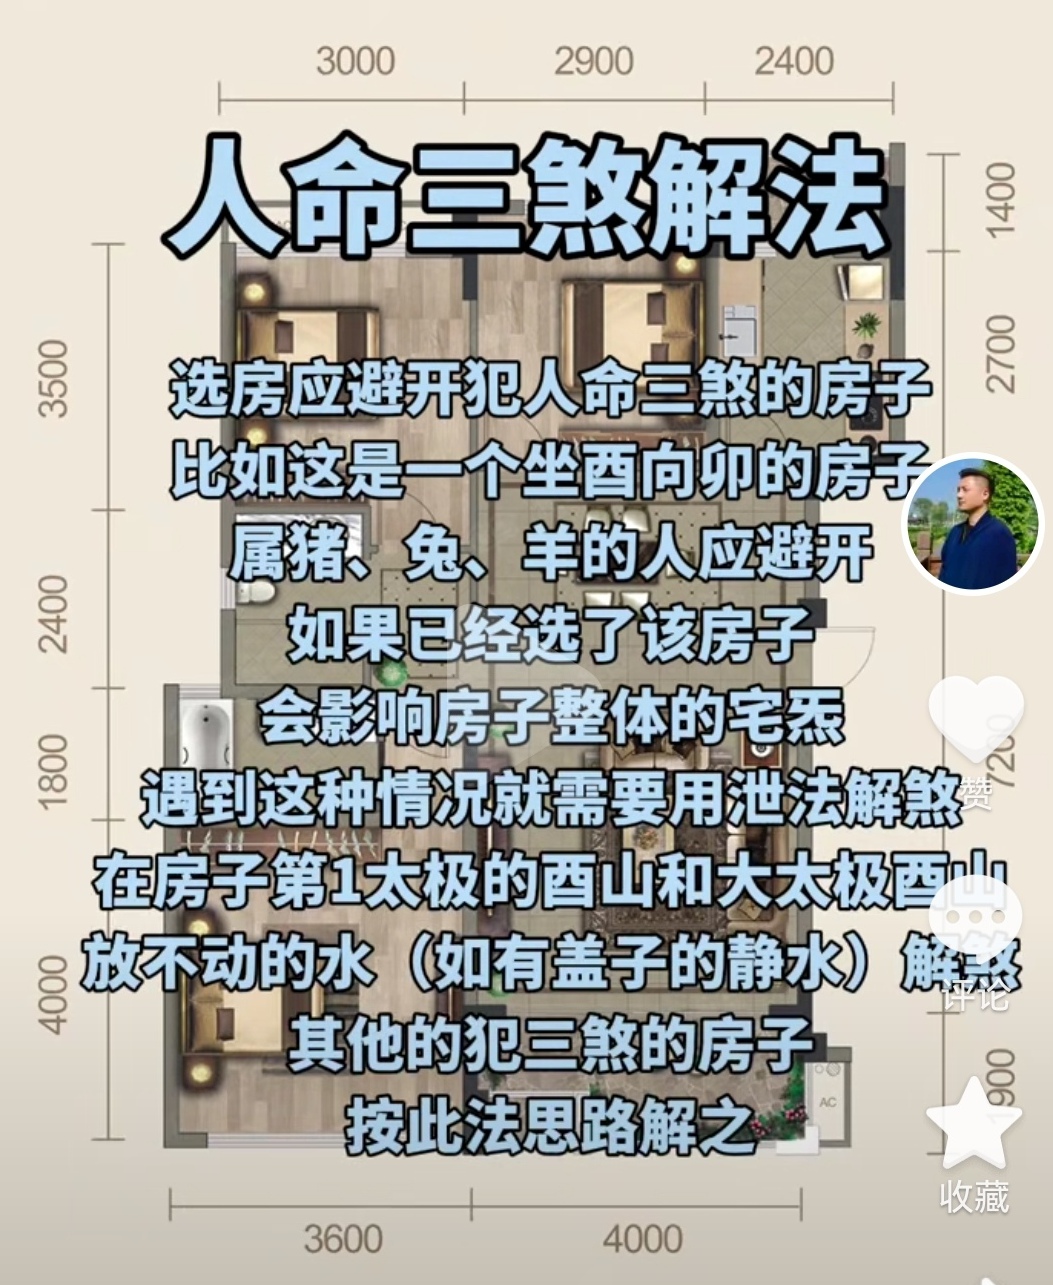 3000 2900 2400
人命三煞解法
1400
3500
2700
选房应避开犯人命三煞的房子
比如这是一个坐酉向卯的房子
属猪、兔、羊的人应避开
2400
如果已经选了该房子
会影响房子整体的宅炁
7200
1800
遇到这种情况就需要用泄法解煞
赞
在房子第1太极的酉山和大太极酉山
放不动的水（如有盖子的静水）解煞
评论
4000
其他的犯三煞的房子
AC
按此法思路解之
收藏
3600 4000